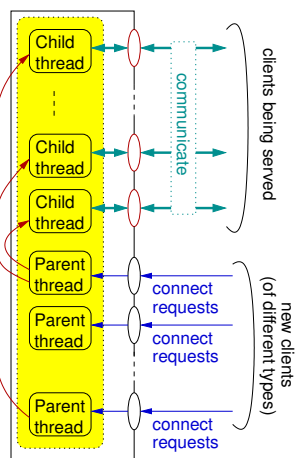 Child
thread
Child
thread
Child
thread
Parent
thread
Parent
thread
Parent
thread
communicate
clients being served
connect
requests
connect
requests
connect
requests
new clients
(of different types)